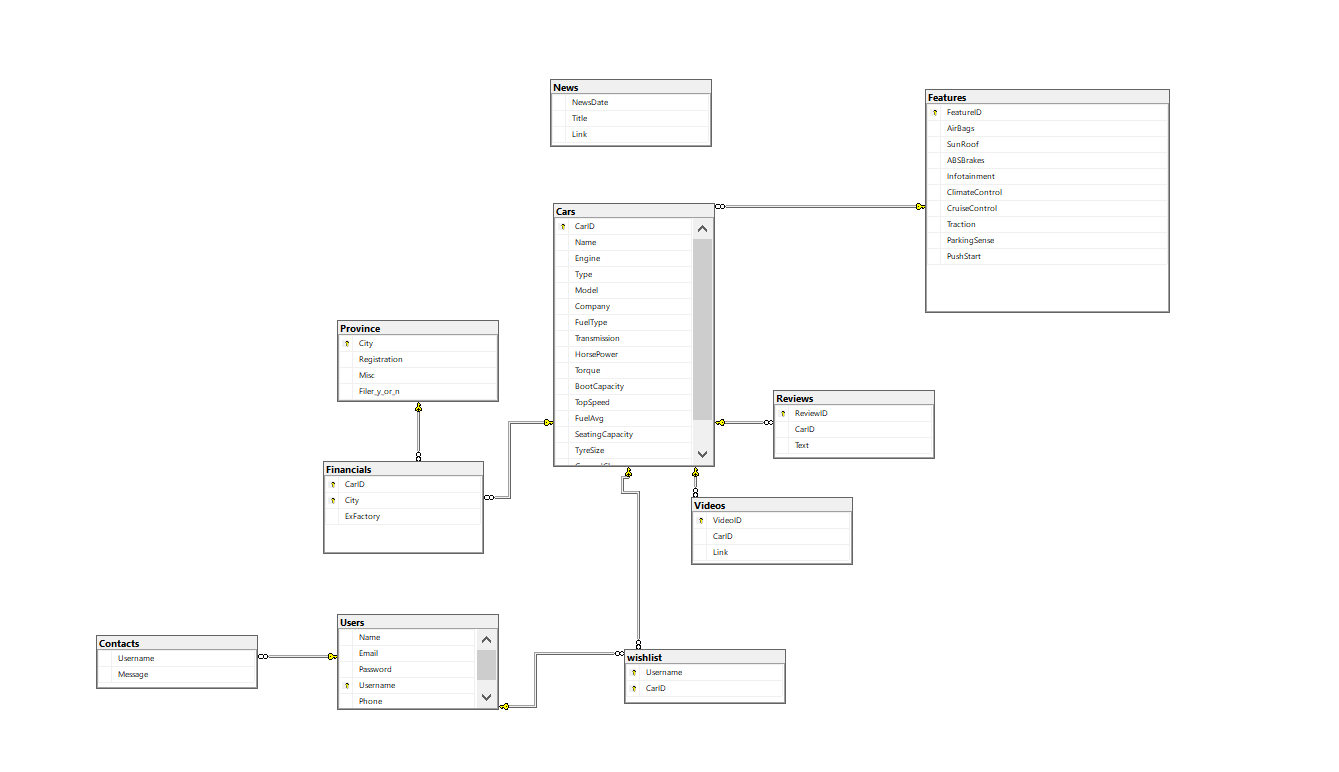 News
NewsDate
Title
Link
Features
FeatureID
AirBags
SunRoof
ABSBrakes
Infotainment
ClimateControl
CruiseControl
Traction
ParkingSense
PushStart
Cars
CarID
Name
Engine
Type
Model
Company
FuelType
Transmission
HorsePower
Torque
BootCapacity
TopSpeed
FuelAvg
SeatingCapacity
TyreSize
Province
City
Registration
Misc
Filer_y_or_n
Reviews
ReviewID
CarID
Text
Financials
CarID
City
ExFactory
Videos
VideoID
CarID
Link
Users
Name
Email
Password
Username
Phone
Contacts
Username
Message
wishlist
Username
CarID